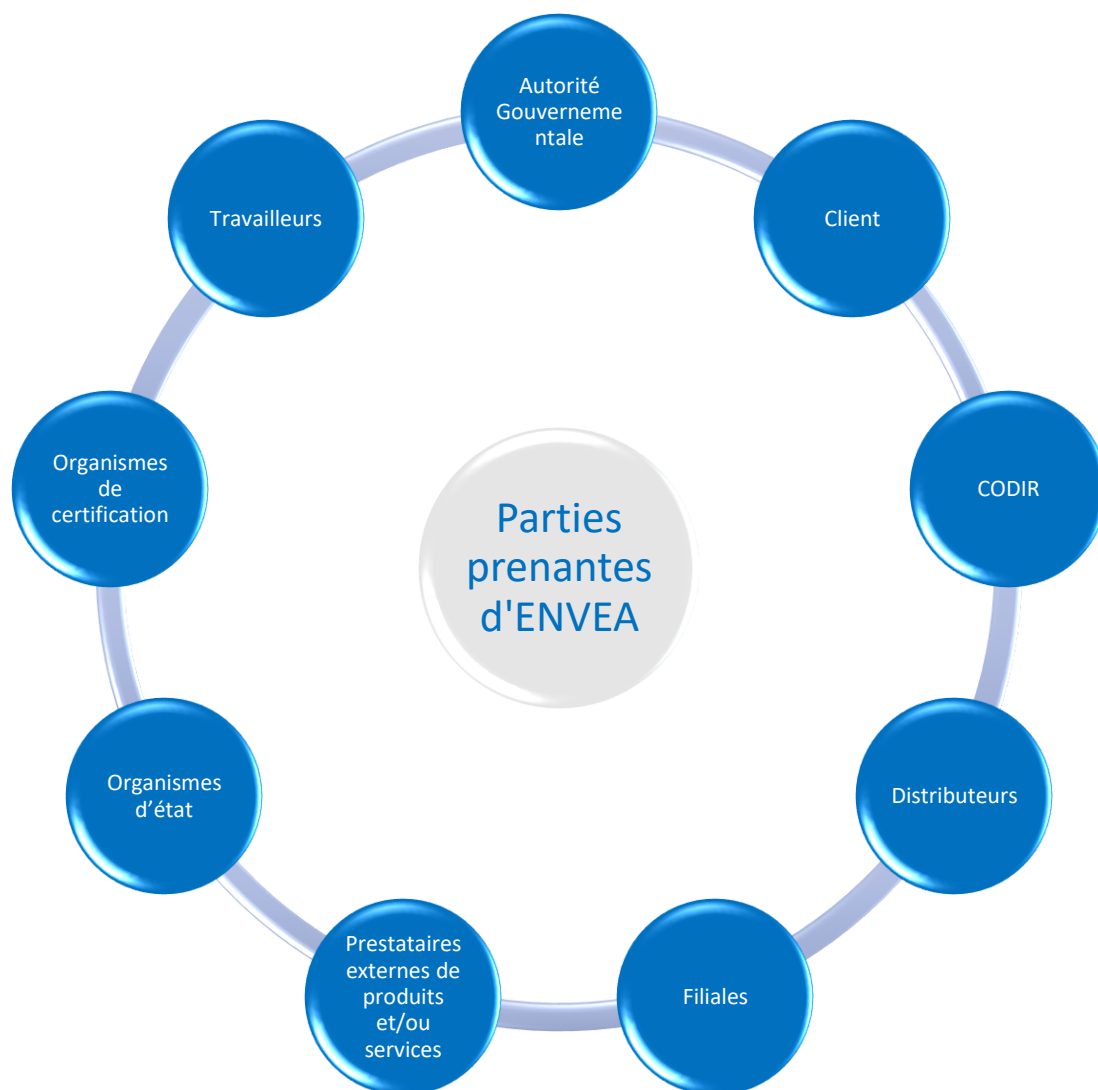 Autorité
Gouverneme
ntale
Client
CODIR
Distributeurs
Filiales
Prestataires
externes de
produits
et/ou
services
Organismes
d’état
Organismes
de
certification
Travailleurs
Parties
prenantes
d'ENVEA